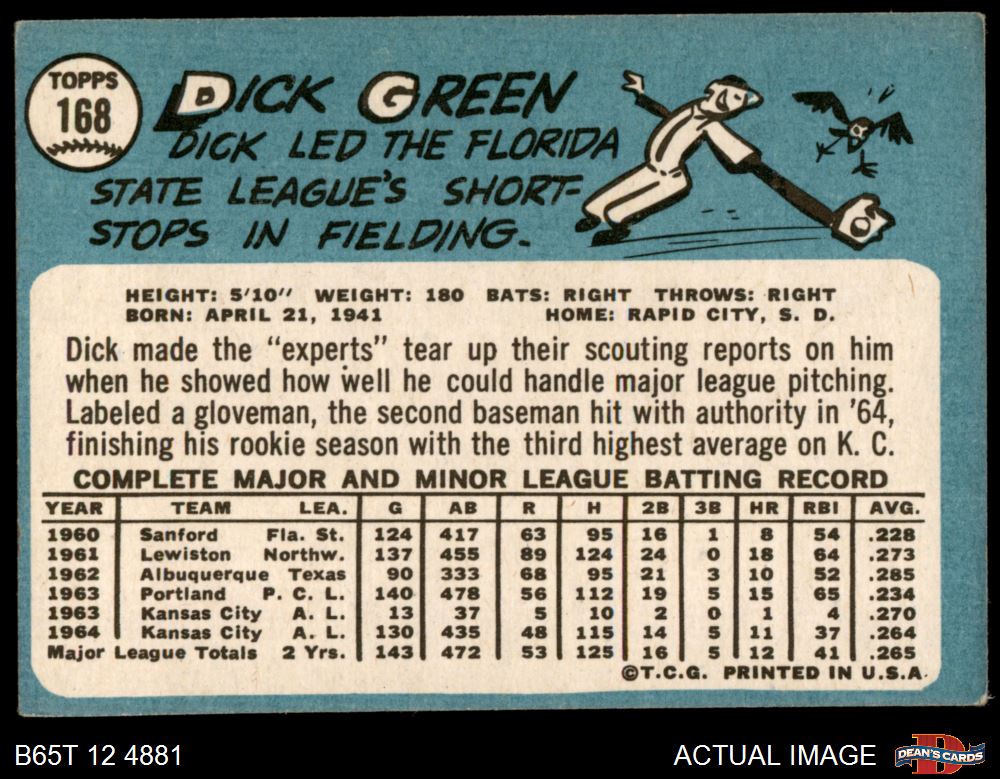 TOPPS
168
DICK GREEN
DICK LED THE FLORIDA
STATE LEAGUE'S SHORT-
STOPS IN FIELDING.
HEIGHT: 5'10" WEIGHT: 180 BATS: RIGHT THROWS: RIGHT
BORN: APRIL 21, 1941 HOME: RAPID CITY, S. D.
Dick made the "experts" tear up their scouting reports on him
when he showed how well he could handle major league pitching.
Labeled a gloveman, the second baseman hit with authority in '64,
finishing his rookie season with the third highest average on K. C.
COMPLETE MAJOR AND MINOR LEAGUE BATTING RECORD
YEAR TEAM LEA. G AB R H 2B 3B HR RBI AVG.
1960 Sanford Fla. St. 124 417 63 95 16 1 8 54 .228
1961 Lewiston Northw. 137 455 89 124 24 0 18 64 .273
1962 Albuquerque Texas 90 333 68 95 21 3 10 52 .285
1963 Portland P. C. L. 140 478 56 112 19 5 15 65 .234
1963 Kansas City A. L. 13 37 5 10 2 0 1 4 .270
1964 Kansas City A. L. 130 435 48 115 14 5 11 37 .264
Major League Totals 2 Yrs. 143 472 53 125 16 5 12 41 .265
©T.C.G. PRINTED IN U.S.A.
B65T 12 4881 ACTUAL IMAGE DEAN'S CARDS